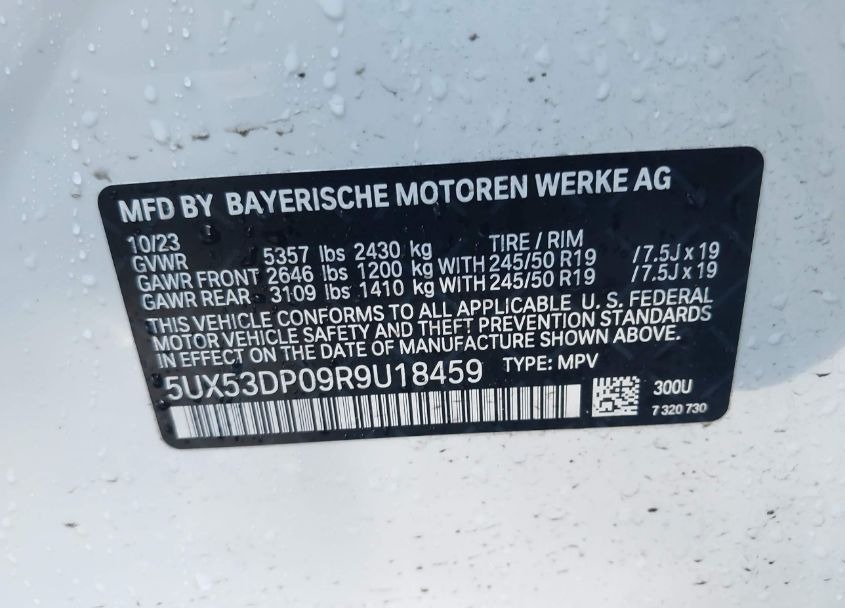 MFD BY BAYERISCHE MOTOREN WERKE AG
10/23 TIRE / RIM
GVWR 5357 lbs 2430 kg
GAWR FRONT 2646 lbs 1200 kg WITH 245/50 R19 /7.5J x 19
GAWR REAR 3109 lbs 1410 kg WITH 245/50 R19 /7.5J x 19
THIS VEHICLE CONFORMS TO ALL APPLICABLE U. S. FEDERAL
MOTOR VEHICLE SAFETY AND THEFT PREVENTION STANDARDS
IN EFFECT ON THE DATE OF MANUFACTURE SHOWN ABOVE.
5UX53DP09R9U18459 TYPE: MPV
300U
7 320 730